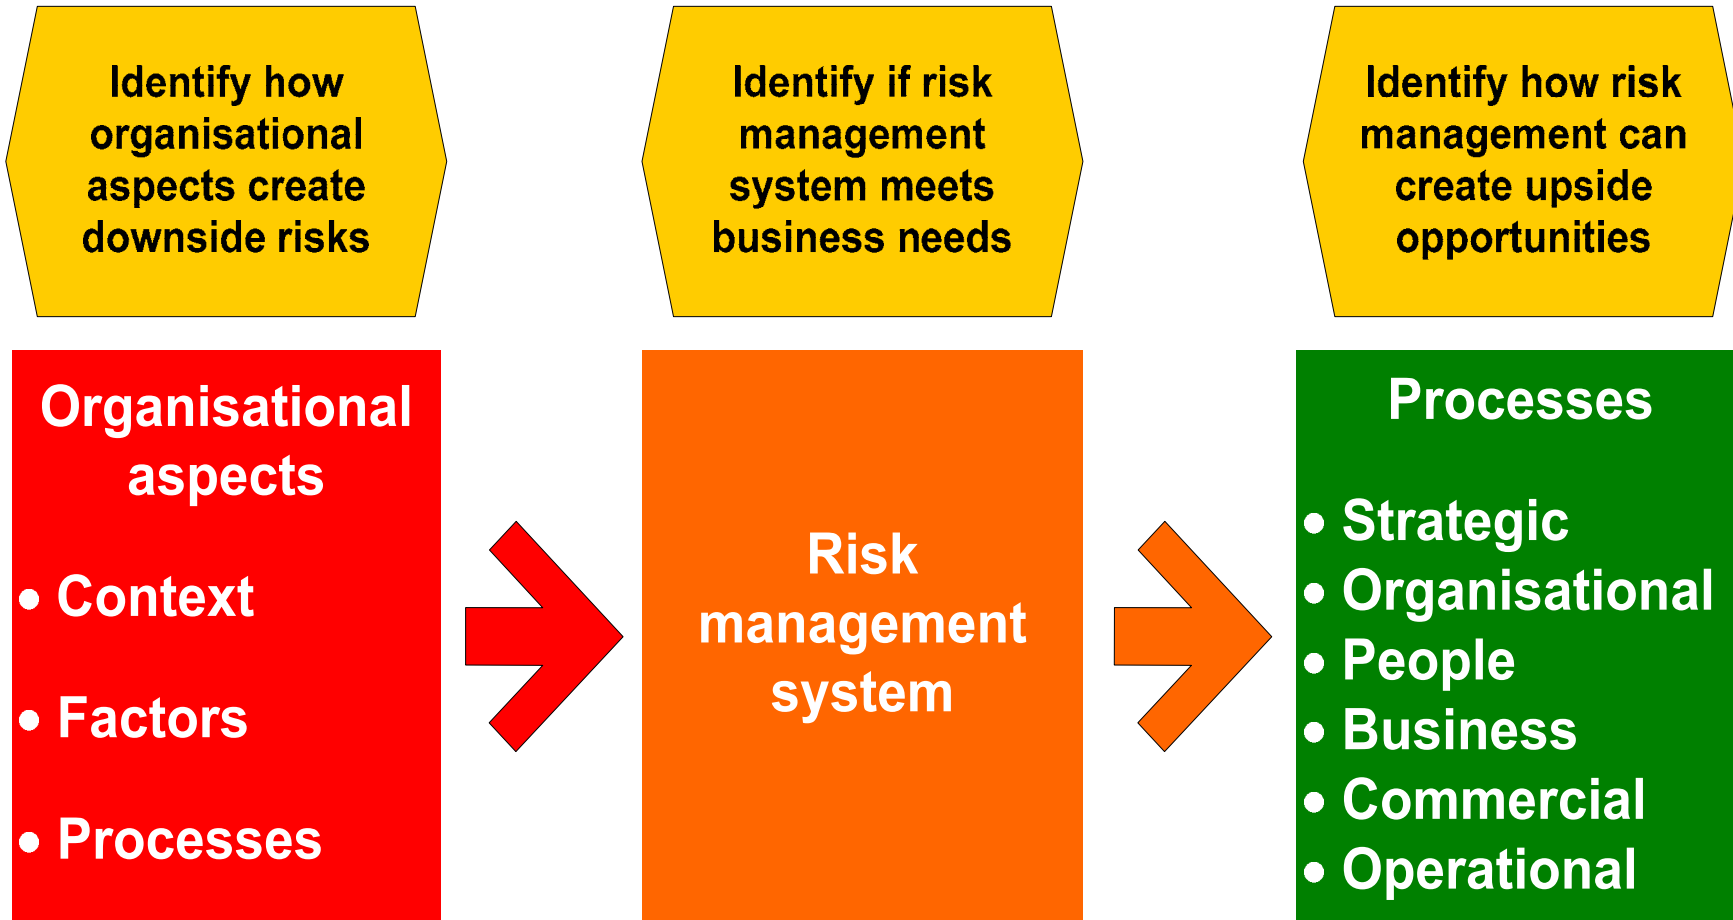 Identify how
organisational
aspects create
downside risks
Identify if risk
management
system meets
business needs
Identify how risk
management can
create upside
opportunities
Organisational
aspects
• Context
• Factors
• Processes
Risk
management
system
Processes
• Strategic
• Organisational
• People
• Business
• Commercial
• Operational